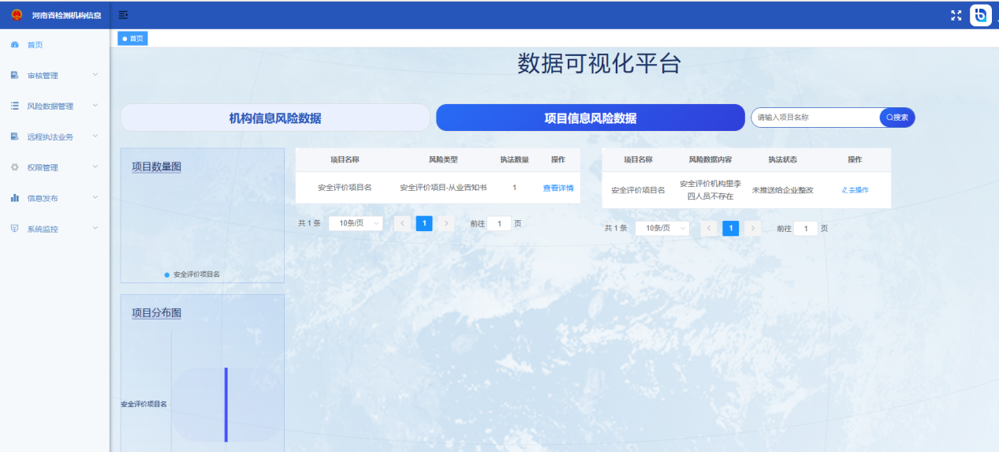 河南省检测机构信息
首页
审核管理
风险数据管理
远程执法业务
权限管理
信息发布
系统监控
首页
数据可视化平台
机构信息风险数据
项目信息风险数据
请输入项目名称
搜索
项目数量图
安全评价项目名
项目分布图
安全评价项目名
项目名称 风险类型 执法数量 操作
安全评价项目名 安全评价项目-从业告知书 1 查看详情
共 1 条 10条/页 1 前往 1 页
项目名称 风险数据内容 执法状态 操作
安全评价项目名 安全评价机构里李 未推送给企业整改 去操作
四人员不存在
共 1 条 10条/页 1 前往 1 页